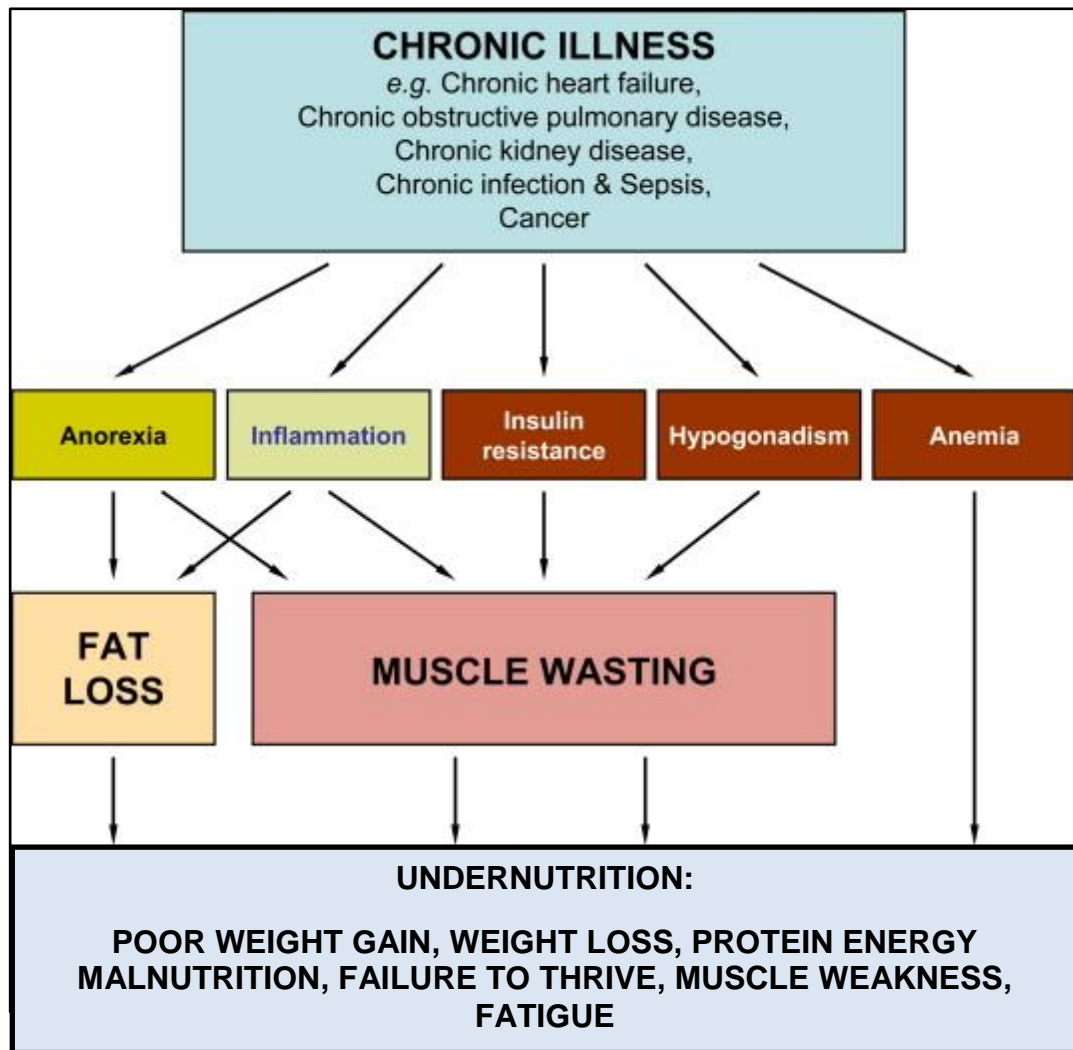 CHRONIC ILLNESS
e.g. Chronic heart failure,
Chronic obstructive pulmonary disease,
Chronic kidney disease,
Chronic infection & Sepsis,
Cancer
Anorexia
Inflammation
Insulin
resistance
Hypogonadism
Anemia
FAT
LOSS
MUSCLE WASTING
UNDERNUTRITION:
POOR WEIGHT GAIN, WEIGHT LOSS, PROTEIN ENERGY
MALNUTRITION, FAILURE TO THRIVE, MUSCLE WEAKNESS,
FATIGUE